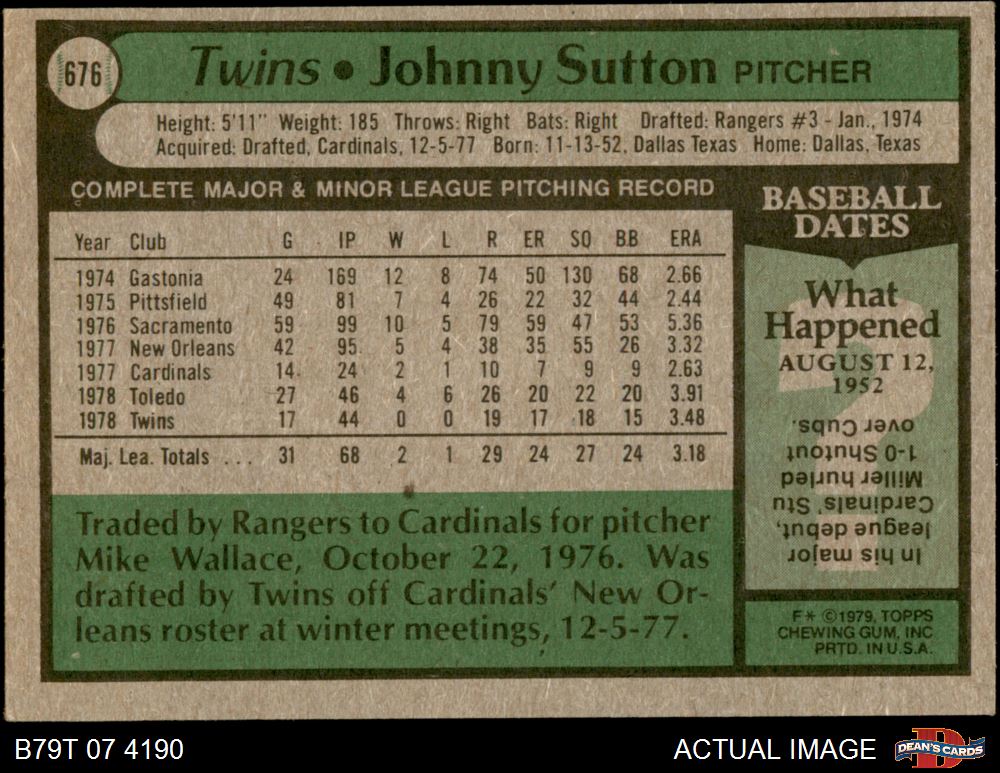 676
Twins • Johnny Sutton PITCHER
Height: 5'11" Weight: 185 Throws: Right Bats: Right Drafted: Rangers #3 - Jan., 1974
Acquired: Drafted, Cardinals, 12-5-77 Born: 11-13-52, Dallas Texas Home: Dallas, Texas
COMPLETE MAJOR & MINOR LEAGUE PITCHING RECORD
Year Club G IP W L R ER SO BB ERA
1974 Gastonia 24 169 12 8 74 50 130 68 2.66
1975 Pittsfield 49 81 7 4 26 22 32 44 2.44
1976 Sacramento 59 99 10 5 79 59 47 53 5.36
1977 New Orleans 42 95 5 4 38 35 55 26 3.32
1977 Cardinals 14 24 2 1 10 7 9 9 2.63
1978 Toledo 27 46 4 6 26 20 22 20 3.91
1978 Twins 17 44 0 0 19 17 18 15 3.48
Maj. Lea. Totals ... 31 68 2 1 29 24 27 24 3.18
Traded by Rangers to Cardinals for pitcher
Mike Wallace, October 22, 1976. Was
drafted by Twins off Cardinals' New Or-
leans roster at winter meetings, 12-5-77.
BASEBALL
DATES
What
Happened
AUGUST 12,
1952
In his major
league debut,
Cardinals' Stu
Miller hurled
1-0 Shutout
over Cubs.
F* ©1979, TOPPS
CHEWING GUM, INC
PRTD. IN U.S.A.
B79T 07 4190
ACTUAL IMAGE
DEAN'S CARDS